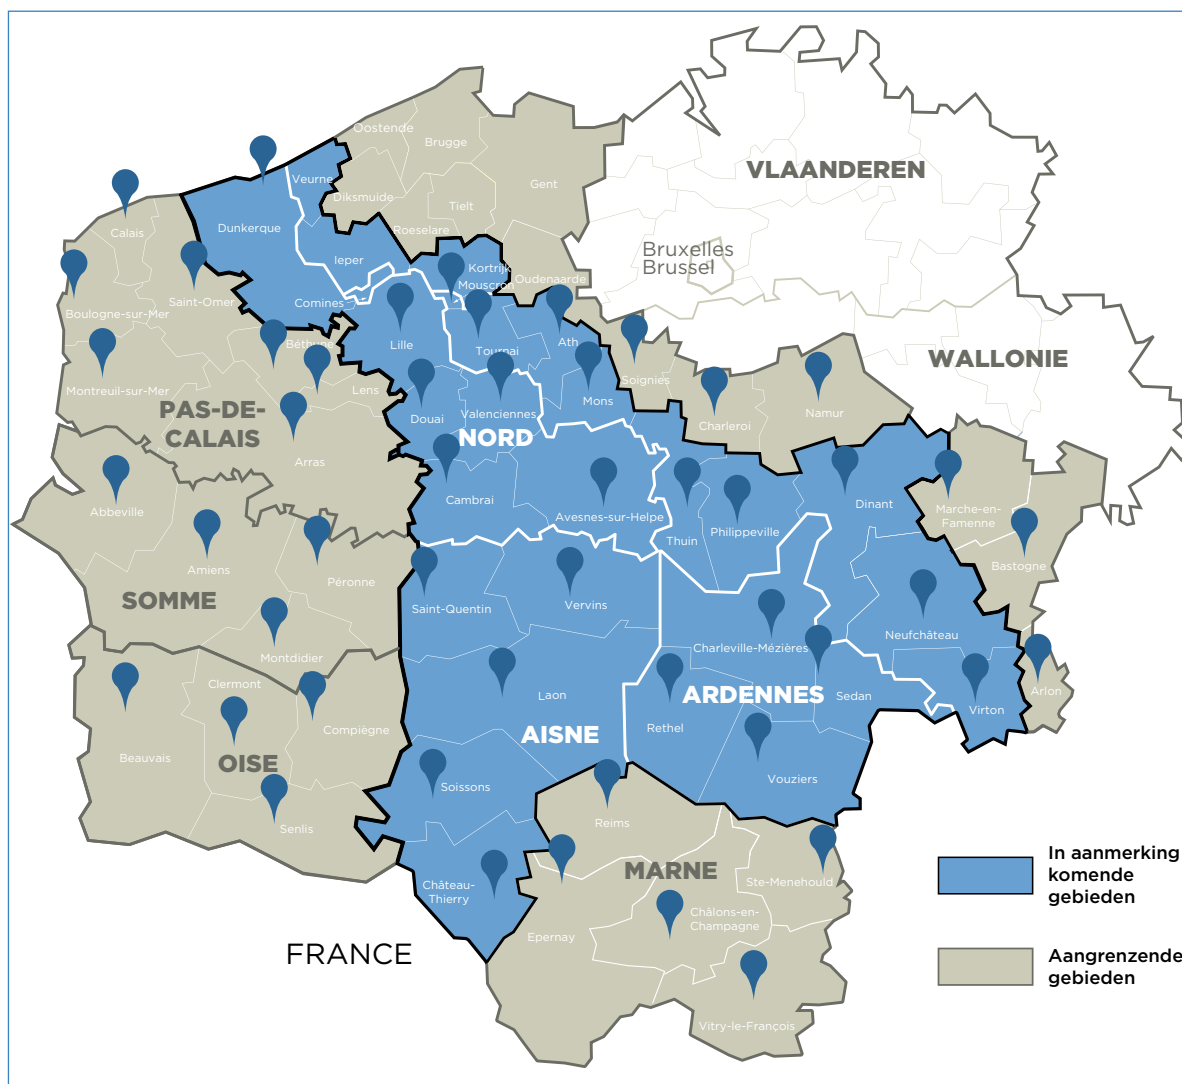 Oostende
Brugge
VLAANDEREN
Veurne
Gent
Diksmuide
Tielt
Dunkerque
Calais
Roeselare
Bruxelles
Brussel
Ieper
Kortrijk
Oudenaarde
Mouscron
Saint-Omer
Comines
Boulogne-sur-Mer
Béthune
Lille
Tournai
Ath
WALLONIE
Soignies
Montreuil-sur-Mer
Lens
Mons
Namur
PAS-DE-
CALAIS
Douai
Valenciennes
Charleroi
NORD
Arras
Cambrai
Dinant
Abbeville
Avesnes-sur-Helpe
Marche-en-
Famenne
Philippeville
Thuin
Amiens
Bastogne
Péronne
SOMME
Saint-Quentin
Vervins
Neufchâteau
Charleville-Mézières
Montdidier
Clermont
Laon
ARDENNES
Sedan
Arlon
Virton
Compiègne
Rethel
AISNE
Beauvais
OISE
Vouziers
Soissons
Senlis
Reims
In aanmerking
komende
gebieden
MARNE
Ste-Menehould
Château-
Thierry
Châlons-en-
Champagne
Epernay
FRANCE
Aangrenzende
gebieden
Vitry-le-François